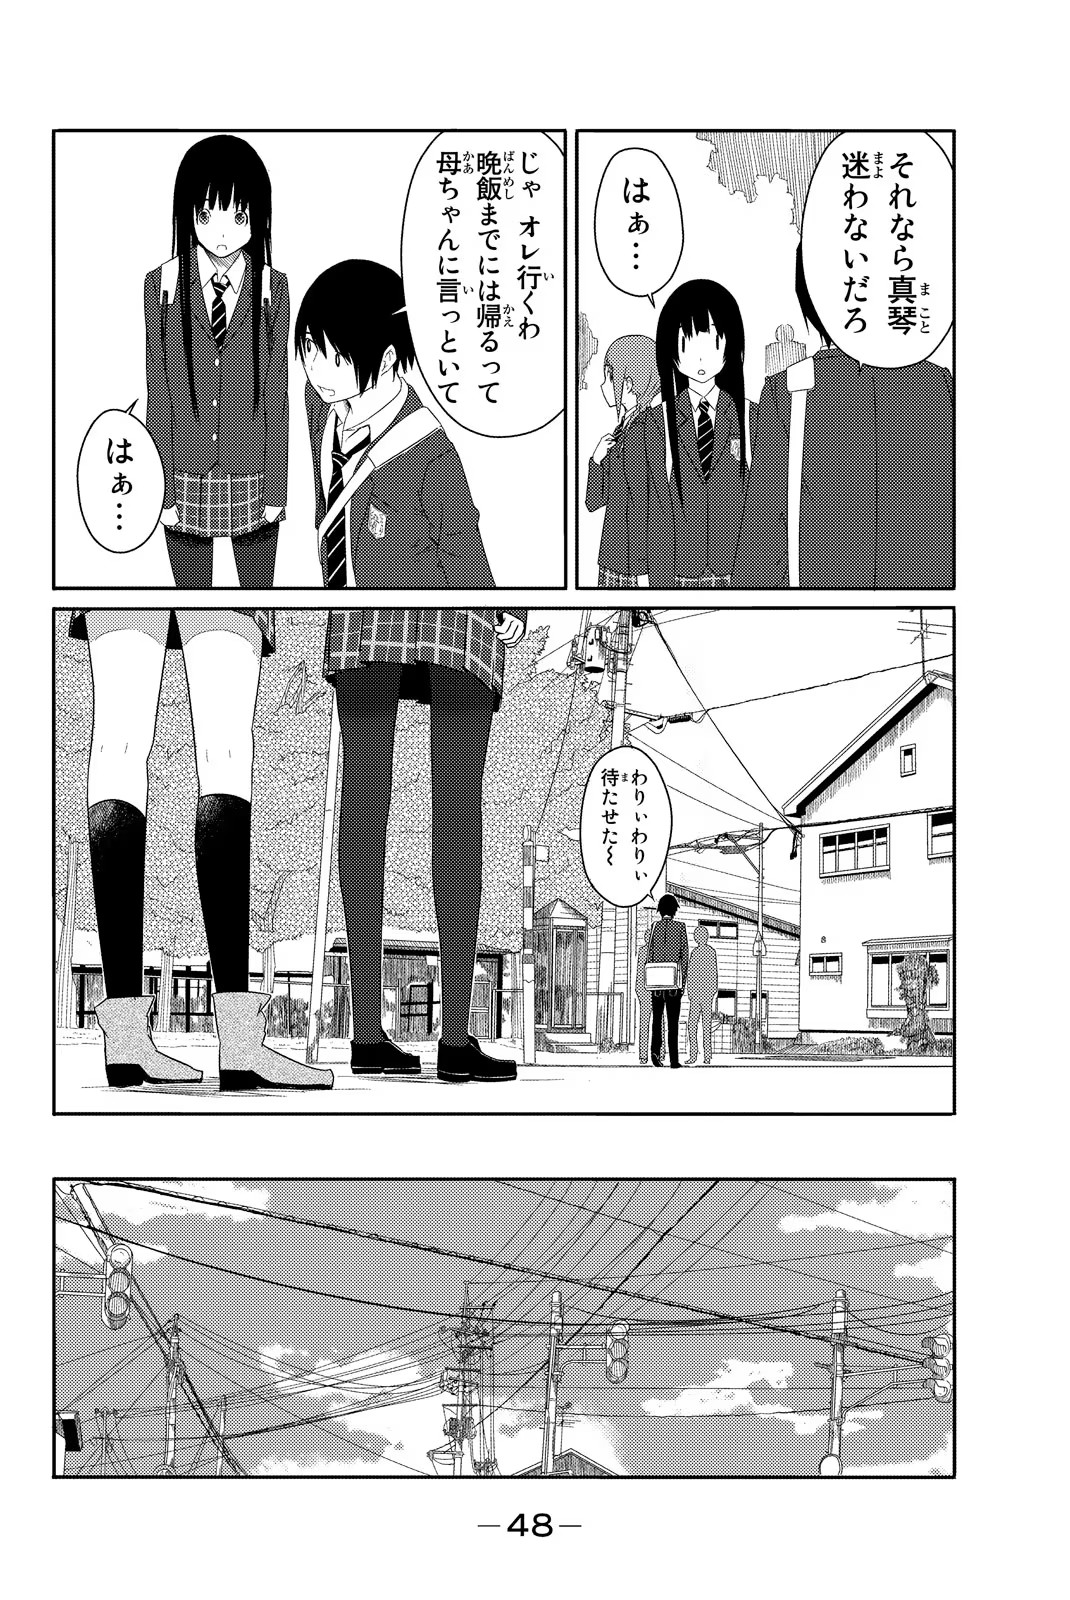 それなら真琴
迷わないだろ
はぁ…
じゃ オレ行くわ
晩飯までには帰るって
母ちゃんに言っといて
はぁ…
わりぃわりぃ
待たせた〜
—48—